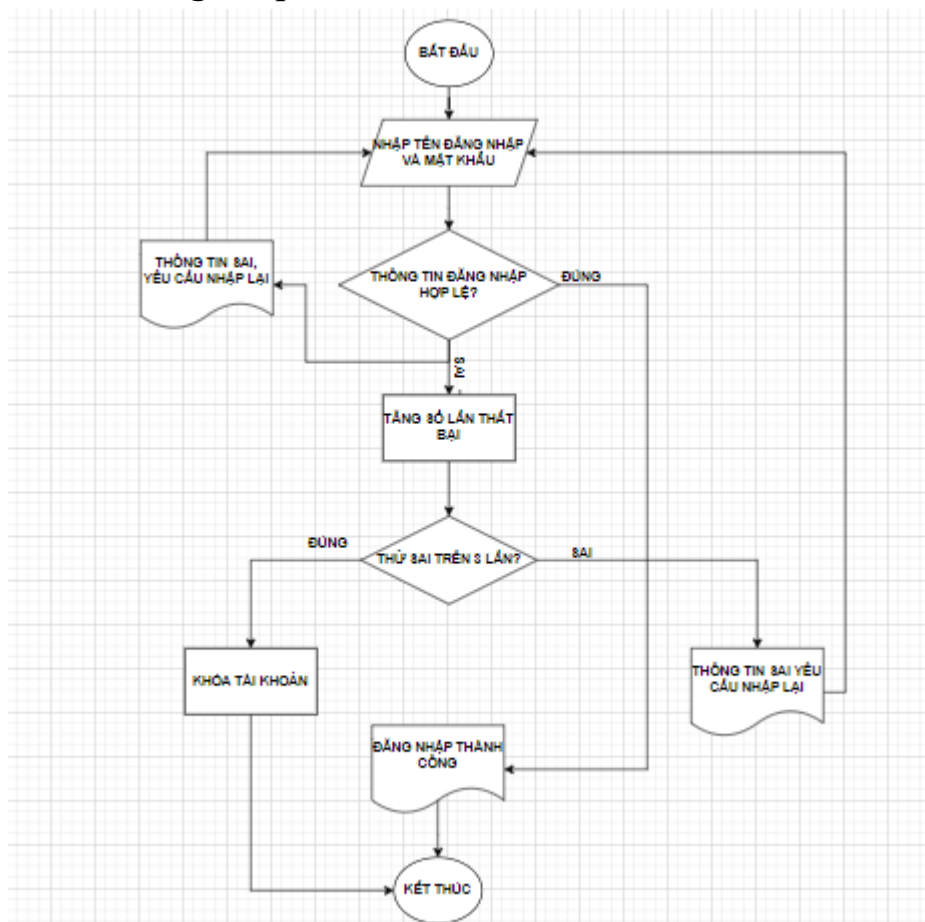 BẮT ĐẦU
NHẬP TÊN ĐĂNG NHẬP
VÀ MẬT KHẨU
THÔNG TIN SAI,
YÊU CẦU NHẬP LẠI
THÔNG TIN ĐĂNG NHẬP
HỢP LỆ?
ĐÚNG
SAI
TĂNG SỐ LẦN THẤT
BẠI
ĐÚNG
THỬ SAI TRÊN 3 LẦN?
SAI
KHÓA TÀI KHOẢN
THÔNG TIN SAI YÊU
CẦU NHẬP LẠI
ĐĂNG NHẬP THÀNH
CÔNG
KẾT THÚC